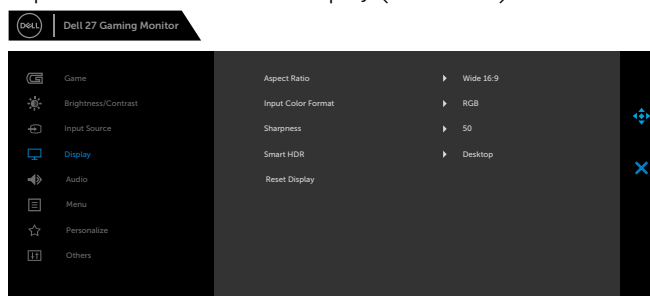 DELL Dell 27 Gaming Monitor
Game Aspect Ratio Wide 16:9
Brightness/Contrast Input Color Format RGB
Input Source Sharpness 50
Display Smart HDR Desktop
Audio Reset Display
Menu
Personalize
Others